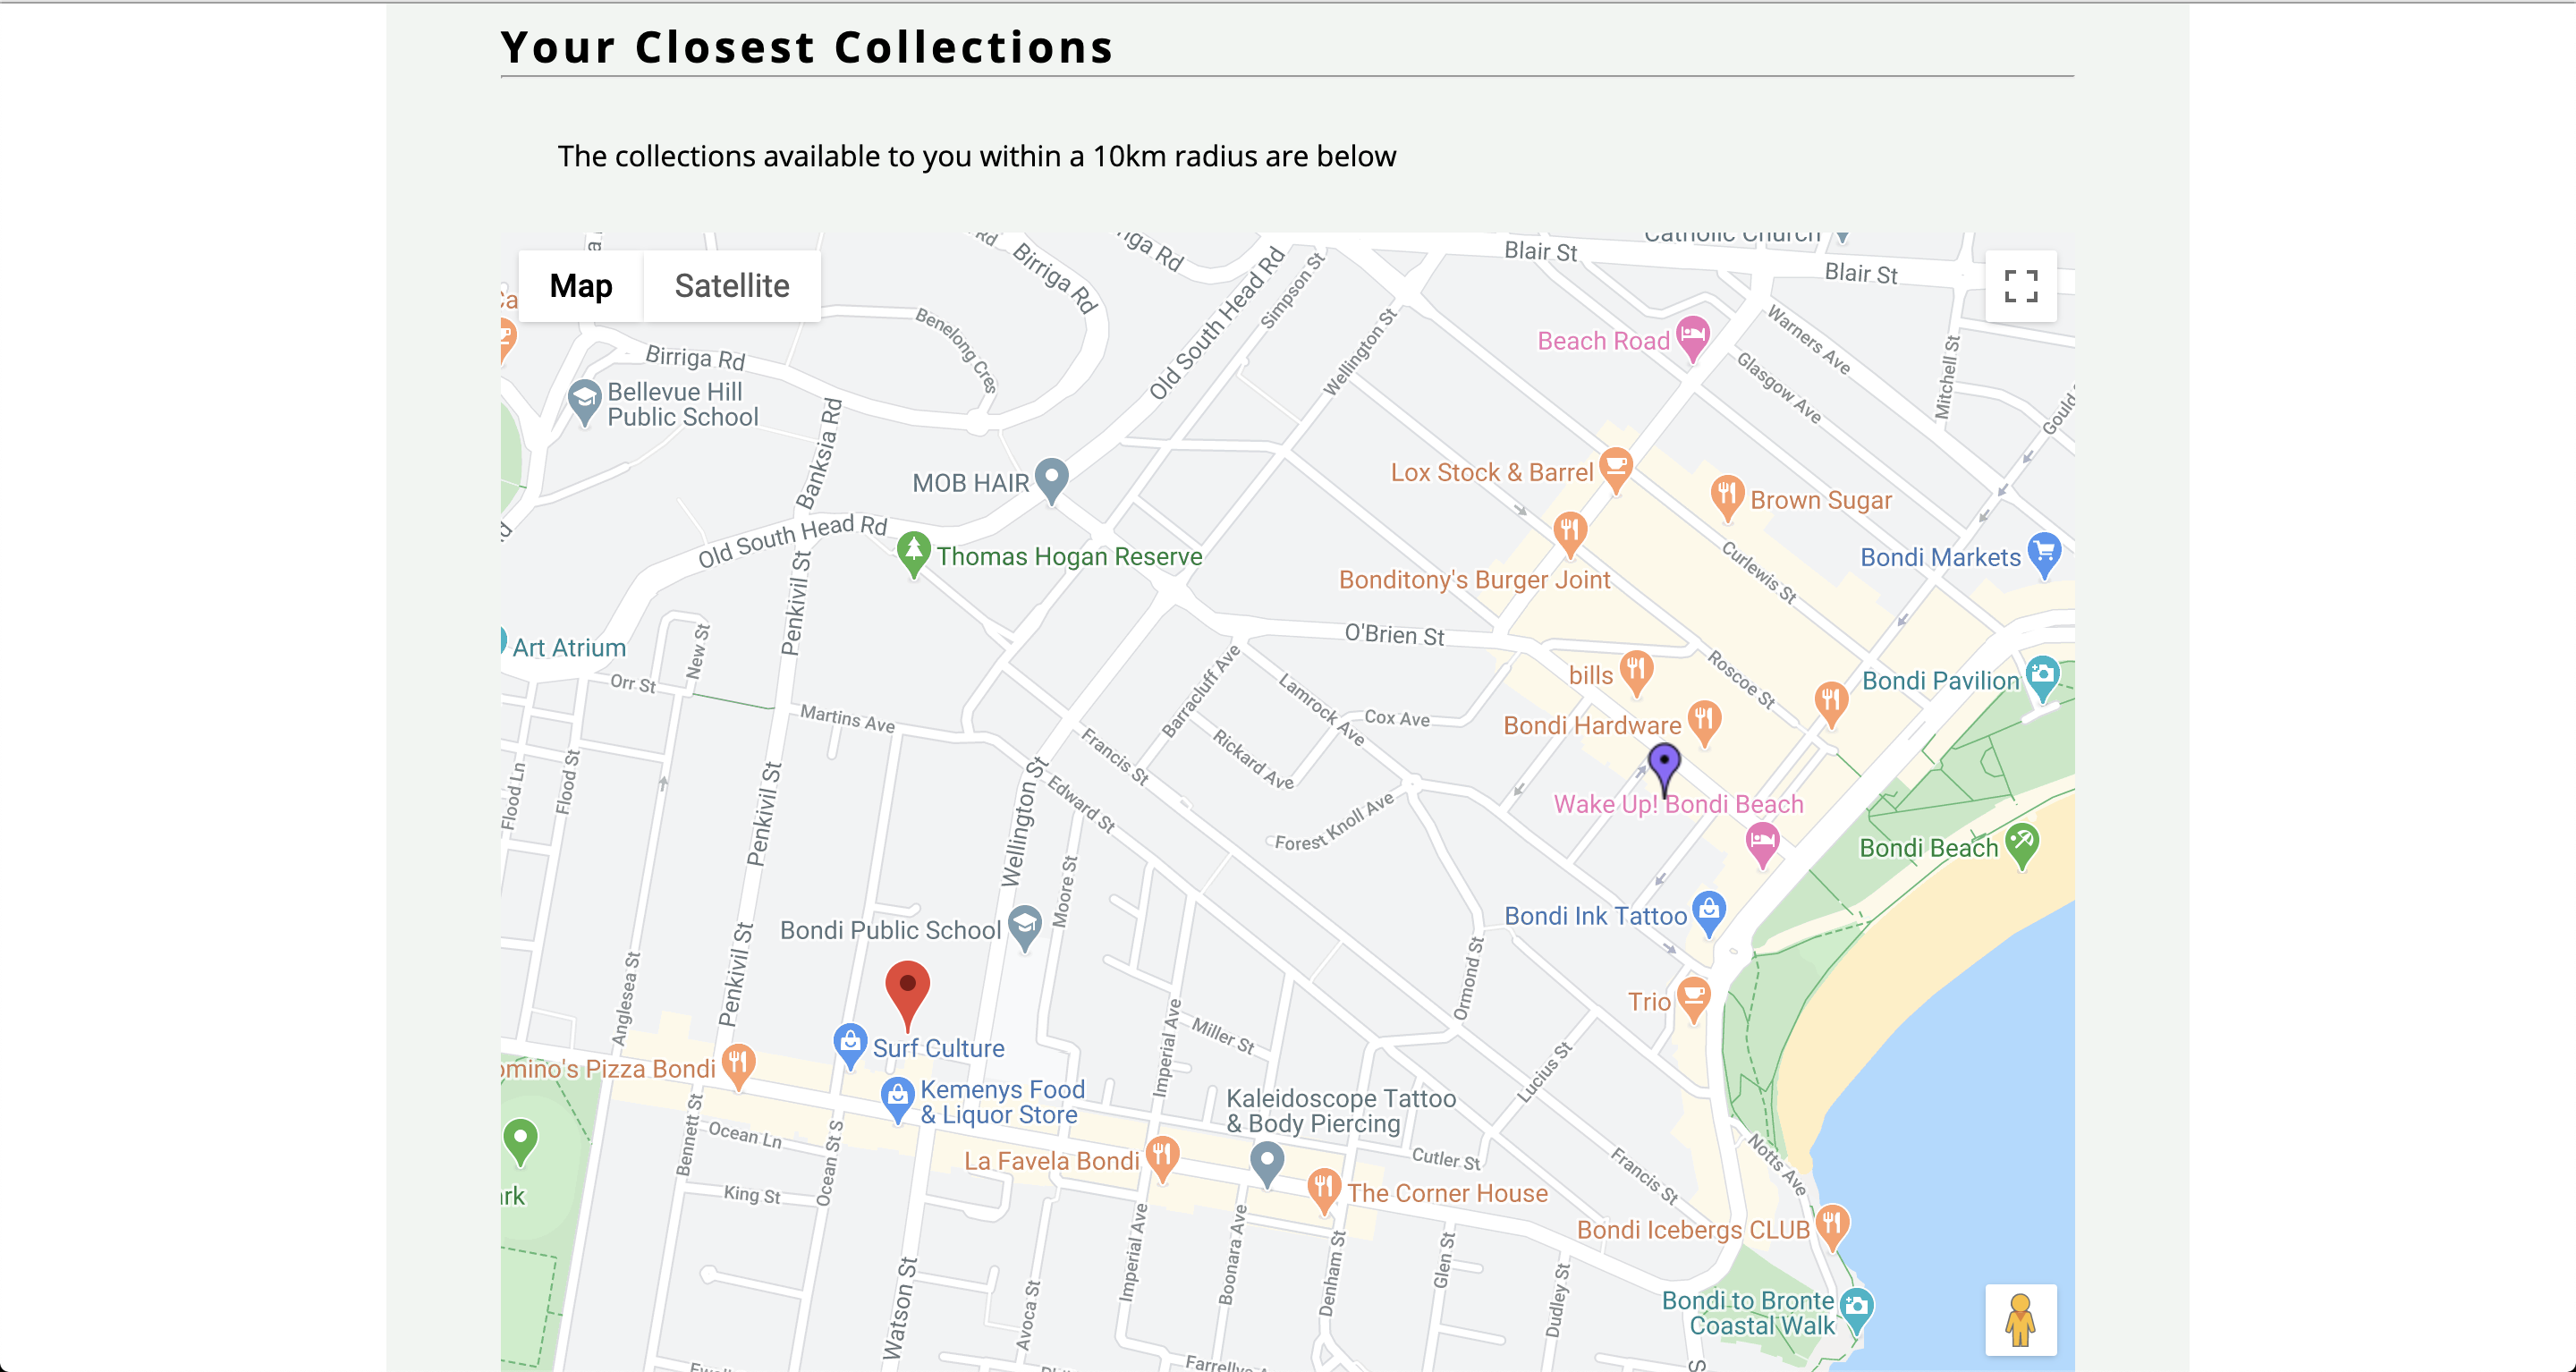 Your Closest Collections
The collections available to you within a 10km radius are below
Map
Satellite
Rd
Birriga Rd
Old South Head Rd
Simpson St
Blair St
Catholic Church
Blair St
Benelong Cres
Wellington St
Beach Road
Warners Ave
Glasgow Ave
Mitchell St
Birriga Rd
Bellevue Hill
Public School
Banksia Rd
MOB HAIR
Lox Stock & Barrel
Brown Sugar
Old South Head Rd
Thomas Hogan Reserve
Bonditony's Burger Joint
Curlewis St
Bondi Markets
Penkivil St
Art Atrium
New St
Orr St
O'Brien St
Barracluff Ave
Lamrock Ave
Cox Ave
Rickard Ave
bills
Roscoe St
Bondi Pavilion
Bondi Hardware
Martins Ave
Francis St
Edward St
Forest Knoll Ave
Wake Up! Bondi Beach
Bondi Beach
Flood Ln
Flood St
Penkivil St
Wellington St
Moore St
Bondi Public School
Bondi Ink Tattoo
Ormond St
Trio
Anglesea St
Penkivil St
Imperial Ave
Miller St
Lucius St
Surf Culture
omino's Pizza Bondi
Kemenys Food
& Liquor Store
Kaleidoscope Tattoo
& Body Piercing
Bennett St
Ocean Ln
Ocean St S
La Favela Bondi
Cutler St
Francis St
Notts Ave
King St
The Corner House
Bondi Icebergs CLUB
Watson St
Avoca St
Imperial Ave
Boonara Ave
Denham St
Glen St
Dudley St
Bondi to Bronte
Coastal Walk